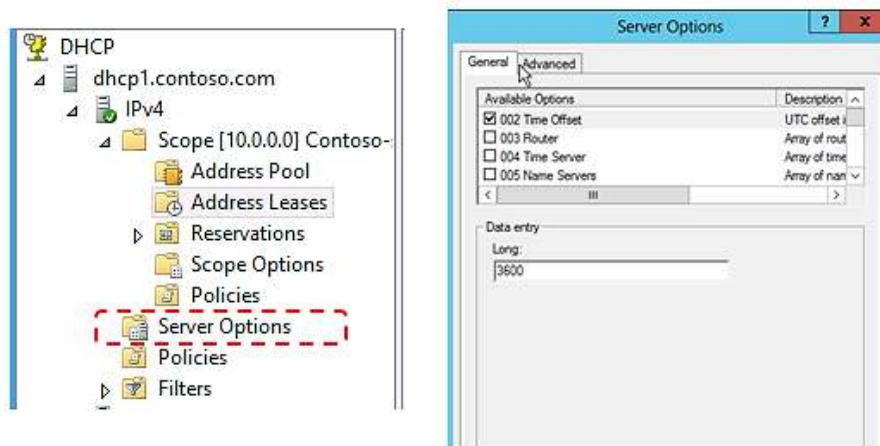 DHCP
dhcp1.contoso.com
IPv4
Scope [10.0.0.0] Contoso-
Address Pool
Address Leases
Reservations
Scope Options
Policies
Server Options
Policies
Filters
Server Options ? x
General Advanced
Available Options Description
002 Time Offset UTC offset i
003 Router Array of rout
004 Time Server Array of time
005 Name Servers Array of nan
Data entry
Long:
3600